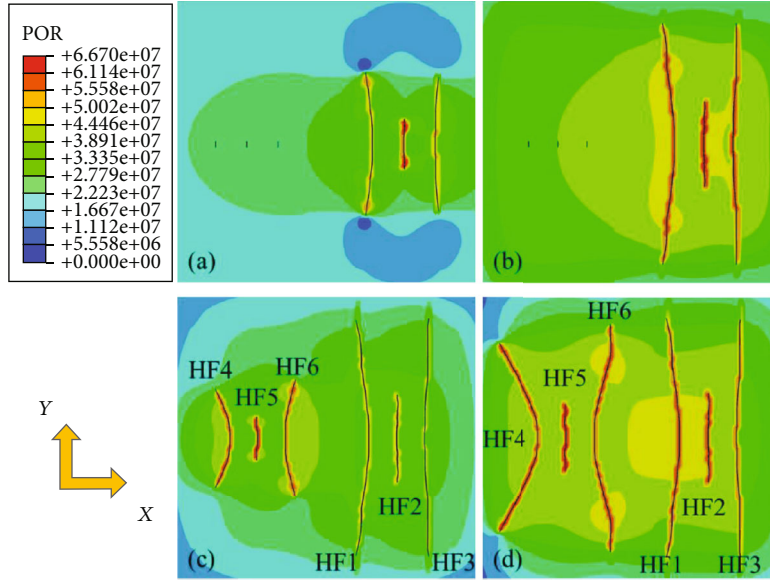 POR
+6.670e+07
+6.114e+07
+5.558e+07
+5.002e+07
+4.446e+07
+3.891e+07
+3.335e+07
+2.779e+07
+2.223e+07
+1.667e+07
+1.112e+07
+5.558e+06
+0.000e+00
(a)
(b)
Y
X
HF4
HF5
HF6
HF2
(c)
HF1
HF3
HF6
HF5
HF4
HF2
(d)
HF1
HF3